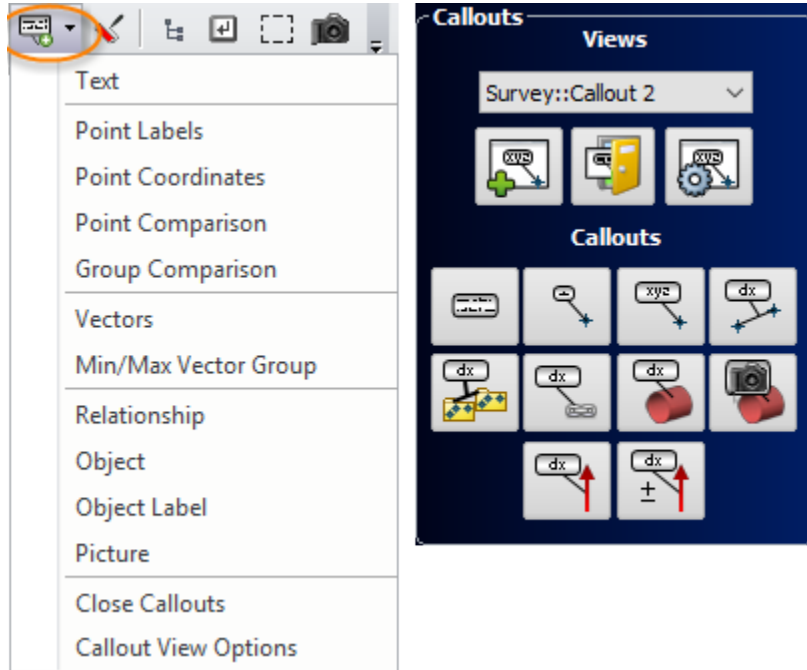 Text
Point Labels
Point Coordinates
Point Comparison
Group Comparison
Vectors
Min/Max Vector Group
Relationship
Object
Object Label
Picture
Close Callouts
Callout View Options
Callouts
Views
Survey::Callout 2
xyz
xyz
Callouts
xyz
dx
dx
dx
dx
dx
dx
±